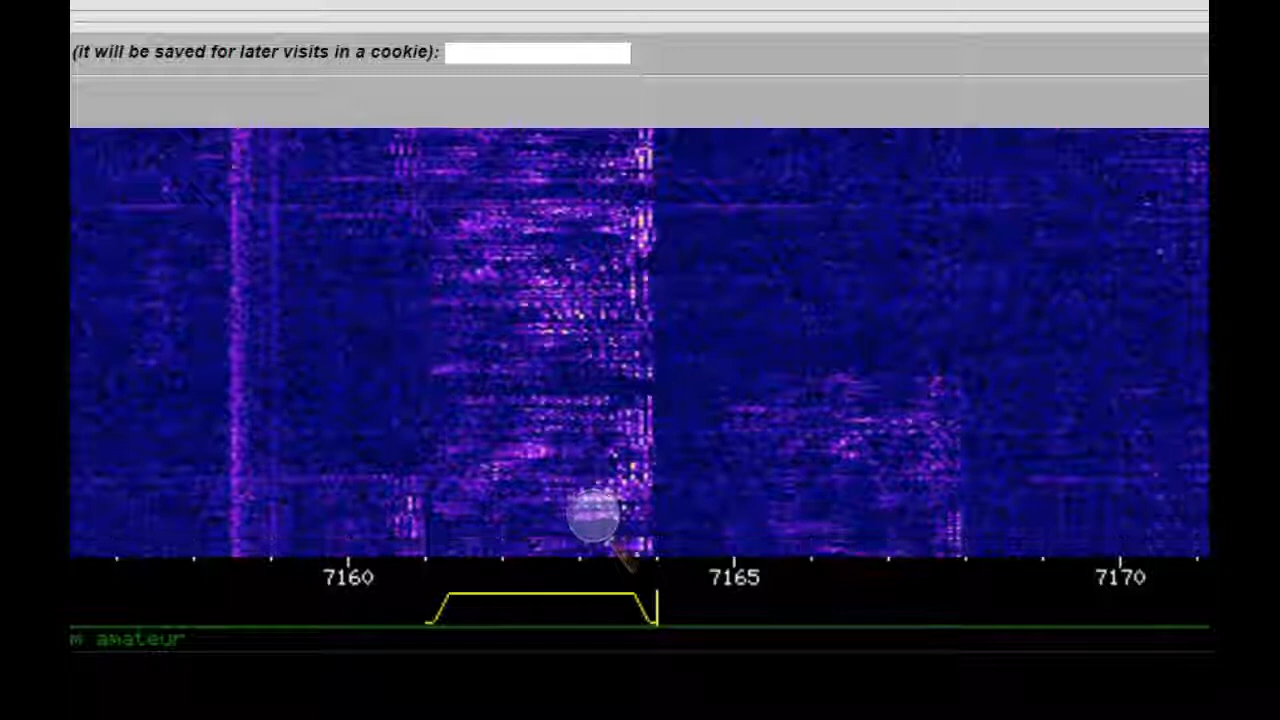 (it will be saved for later visits in a cookie):
7160 7165 7170
m amateur